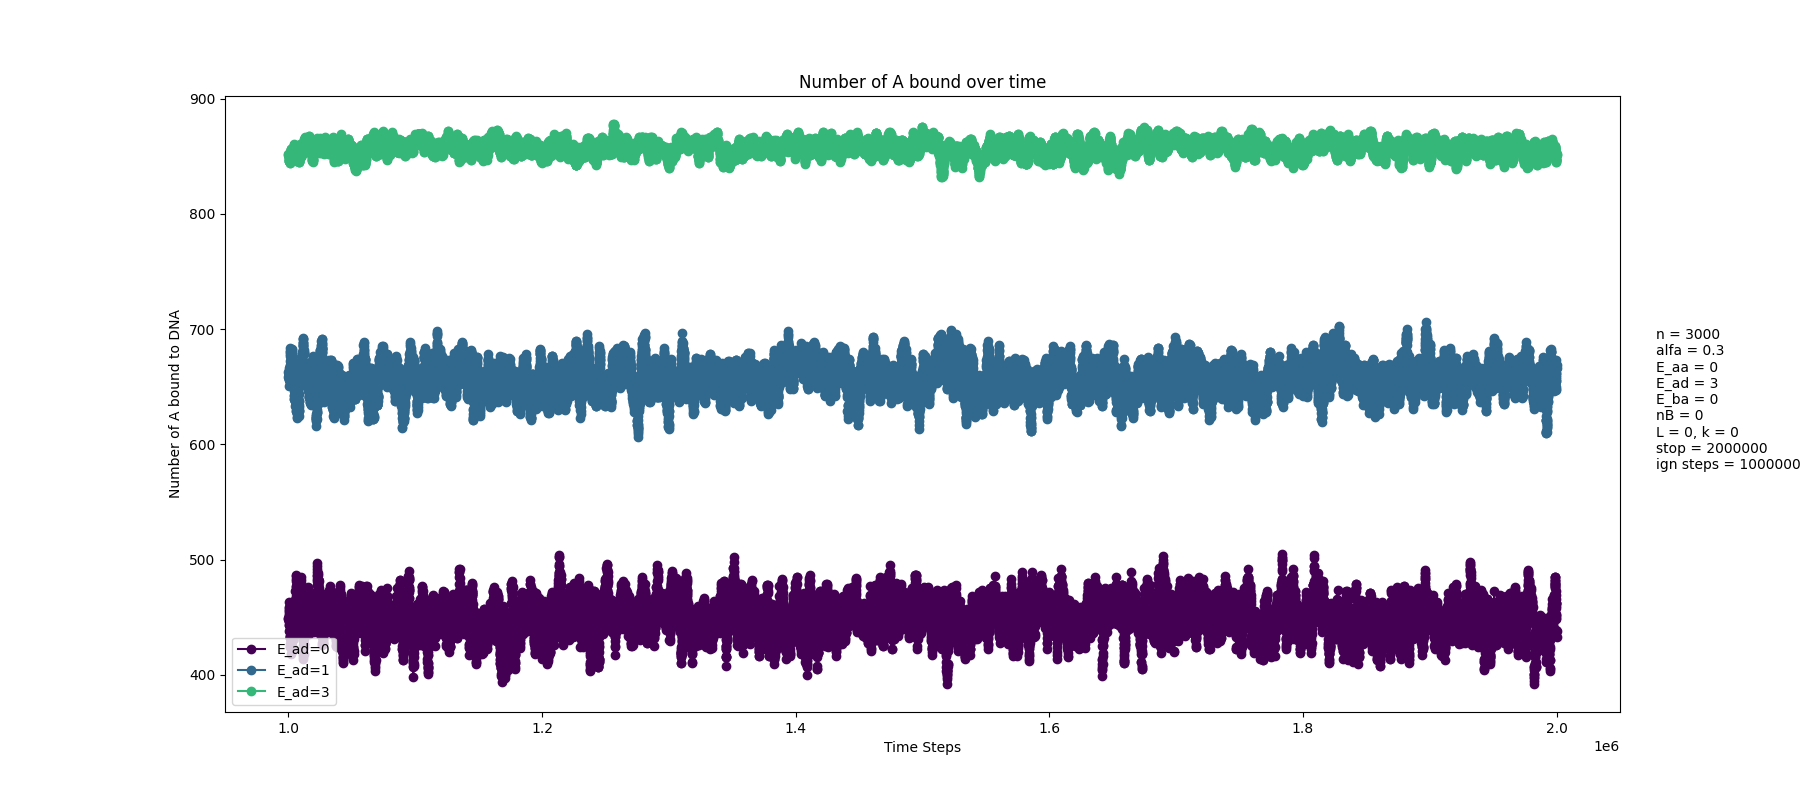 Number of A bound over time
900
800
700
600
500
400
Number of A bound to DNA
E_ad=0
E_ad=1
E_ad=3
1.0
1.2
1.4
1.6
1.8
2.0
Time Steps
1e6
n = 3000
alfa = 0.3
E_aa = 0
E_ad = 3
E_ba = 0
nB = 0
L = 0, k = 0
stop = 2000000
ign steps = 1000000